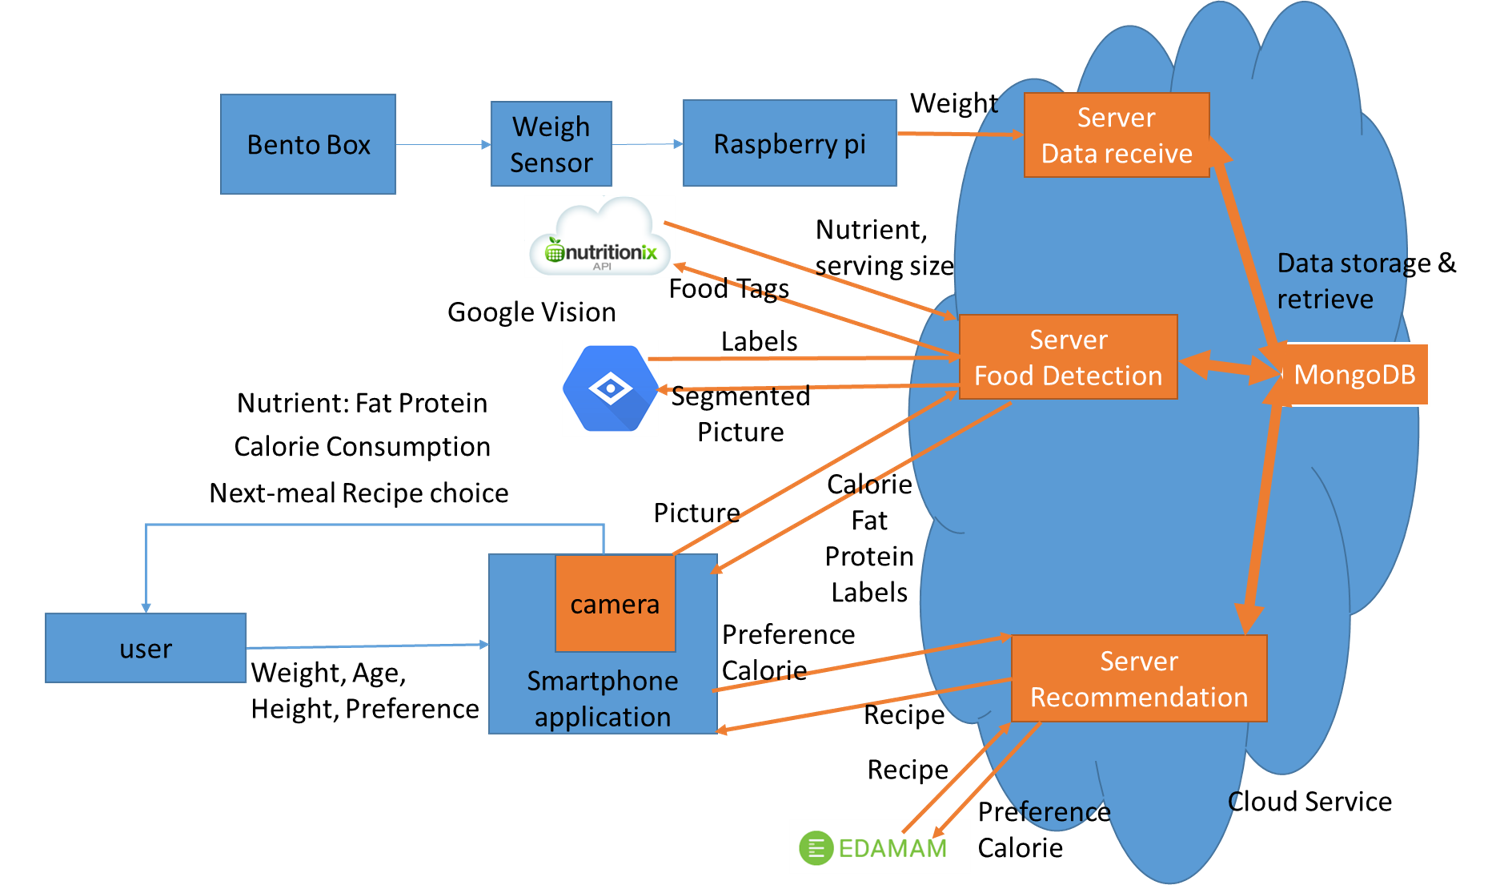 Bento Box
Weigh
Sensor
Raspberry pi
Weight
Server
Data receive
nutritionix
API
Nutrient,
serving size
Food Tags
Data storage &
retrieve
Google Vision
Labels
Server
Food Detection
MongoDB
Segmented
Picture
Nutrient: Fat Protein
Calorie Consumption
Next-meal Recipe choice
Picture
Calorie
Fat
Protein
Labels
camera
Smartphone
application
user
Weight, Age,
Height, Preference
Preference
Calorie
Server
Recommendation
Recipe
Recipe
Preference
Calorie
Cloud Service
EDAMAM